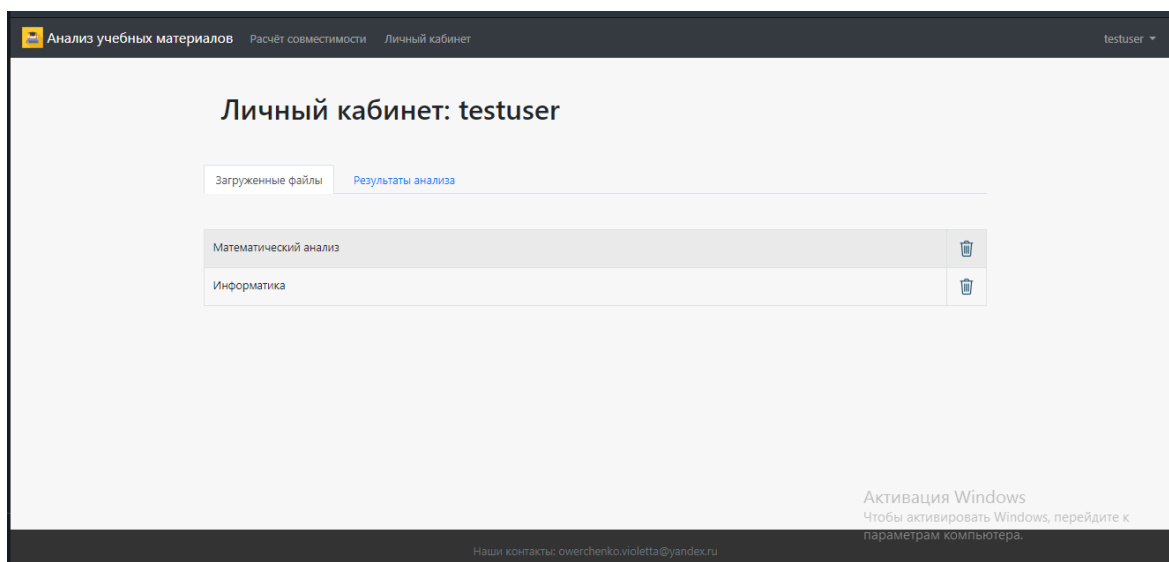 Анализ учебных материалов Расчёт совместимости Личный кабинет testuser
Личный кабинет: testuser
Загруженные файлы Результаты анализа
Математический анализ
Информатика
Активация Windows
Чтобы активировать Windows, перейдите к
параметрам компьютера.
Наши контакты: owerchenko.violetta@yandex.ru